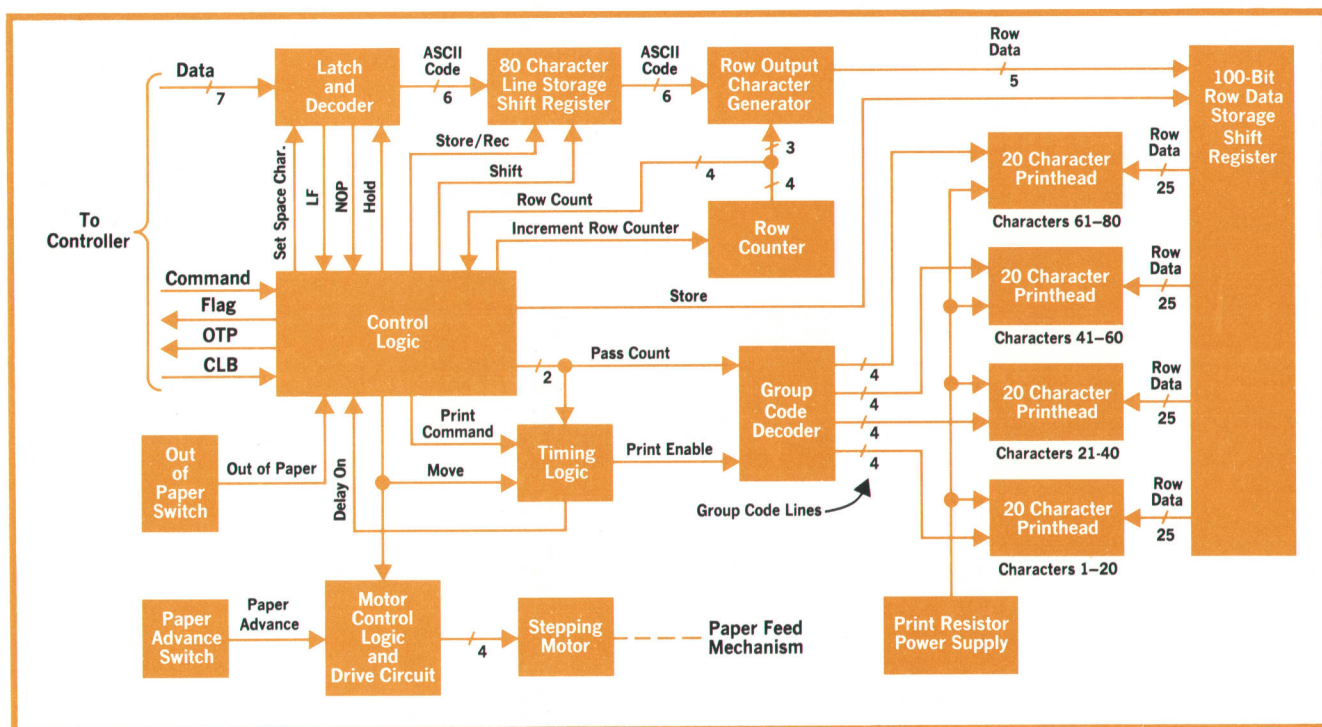 Data
7
Latch
and
Decoder
ASCII
Code
6
80 Character
Line Storage
Shift Register
ASCII
Code
6
Row Output
Character
Generator
Row
Data
5
100-Bit
Row Data
Storage
Shift
Register
Set Space Char.
LF
NOP
Hold
Store/Rec
Shift
Row Count
4
3
4
Increment Row Counter
Row
Counter
20 Character
Printhead
Row
Data
25
Characters 61–80
To
Controller
Command
Flag
OTP
CLB
Control
Logic
Store
20 Character
Printhead
Row
Data
25
Characters 41–60
2
Pass Count
Group
Code
Decoder
4
4
4
4
Group Code Lines
20 Character
Printhead
Row
Data
25
Characters 21-40
Print
Command
Move
Timing
Logic
Print Enable
Out
of
Paper
Switch
Out of Paper
Delay On
20 Character
Printhead
Row
Data
25
Characters 1–20
Paper
Advance
Switch
Paper
Advance
Motor
Control
Logic
and
Drive Circuit
4
Stepping
Motor
Paper Feed
Mechanism
Print Resistor
Power Supply